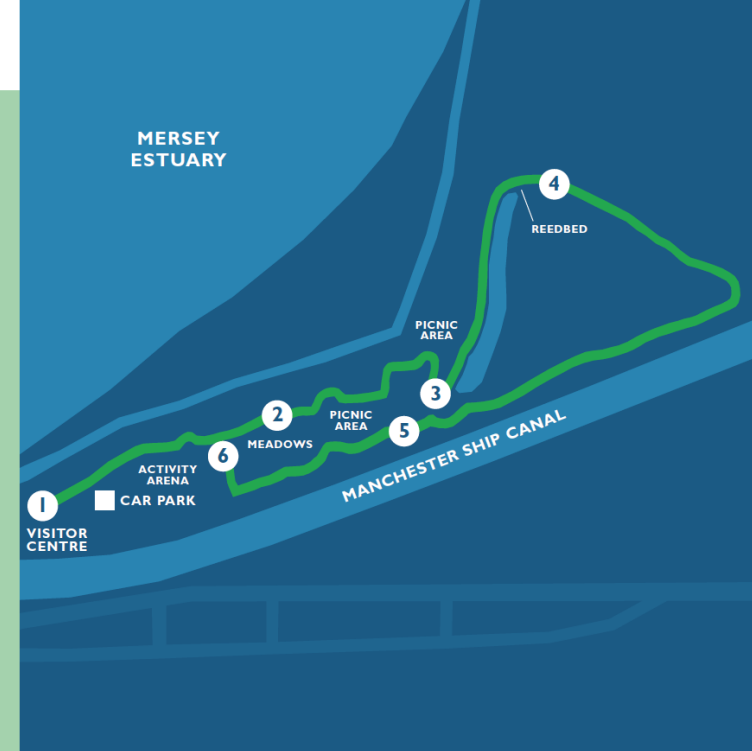 MERSEY
ESTUARY
4
REEDBED
PICNIC
AREA
3
2
PICNIC
AREA
5
MEADOWS
6
MANCHESTER SHIP CANAL
ACTIVITY
ARENA
1
CAR PARK
VISITOR
CENTRE